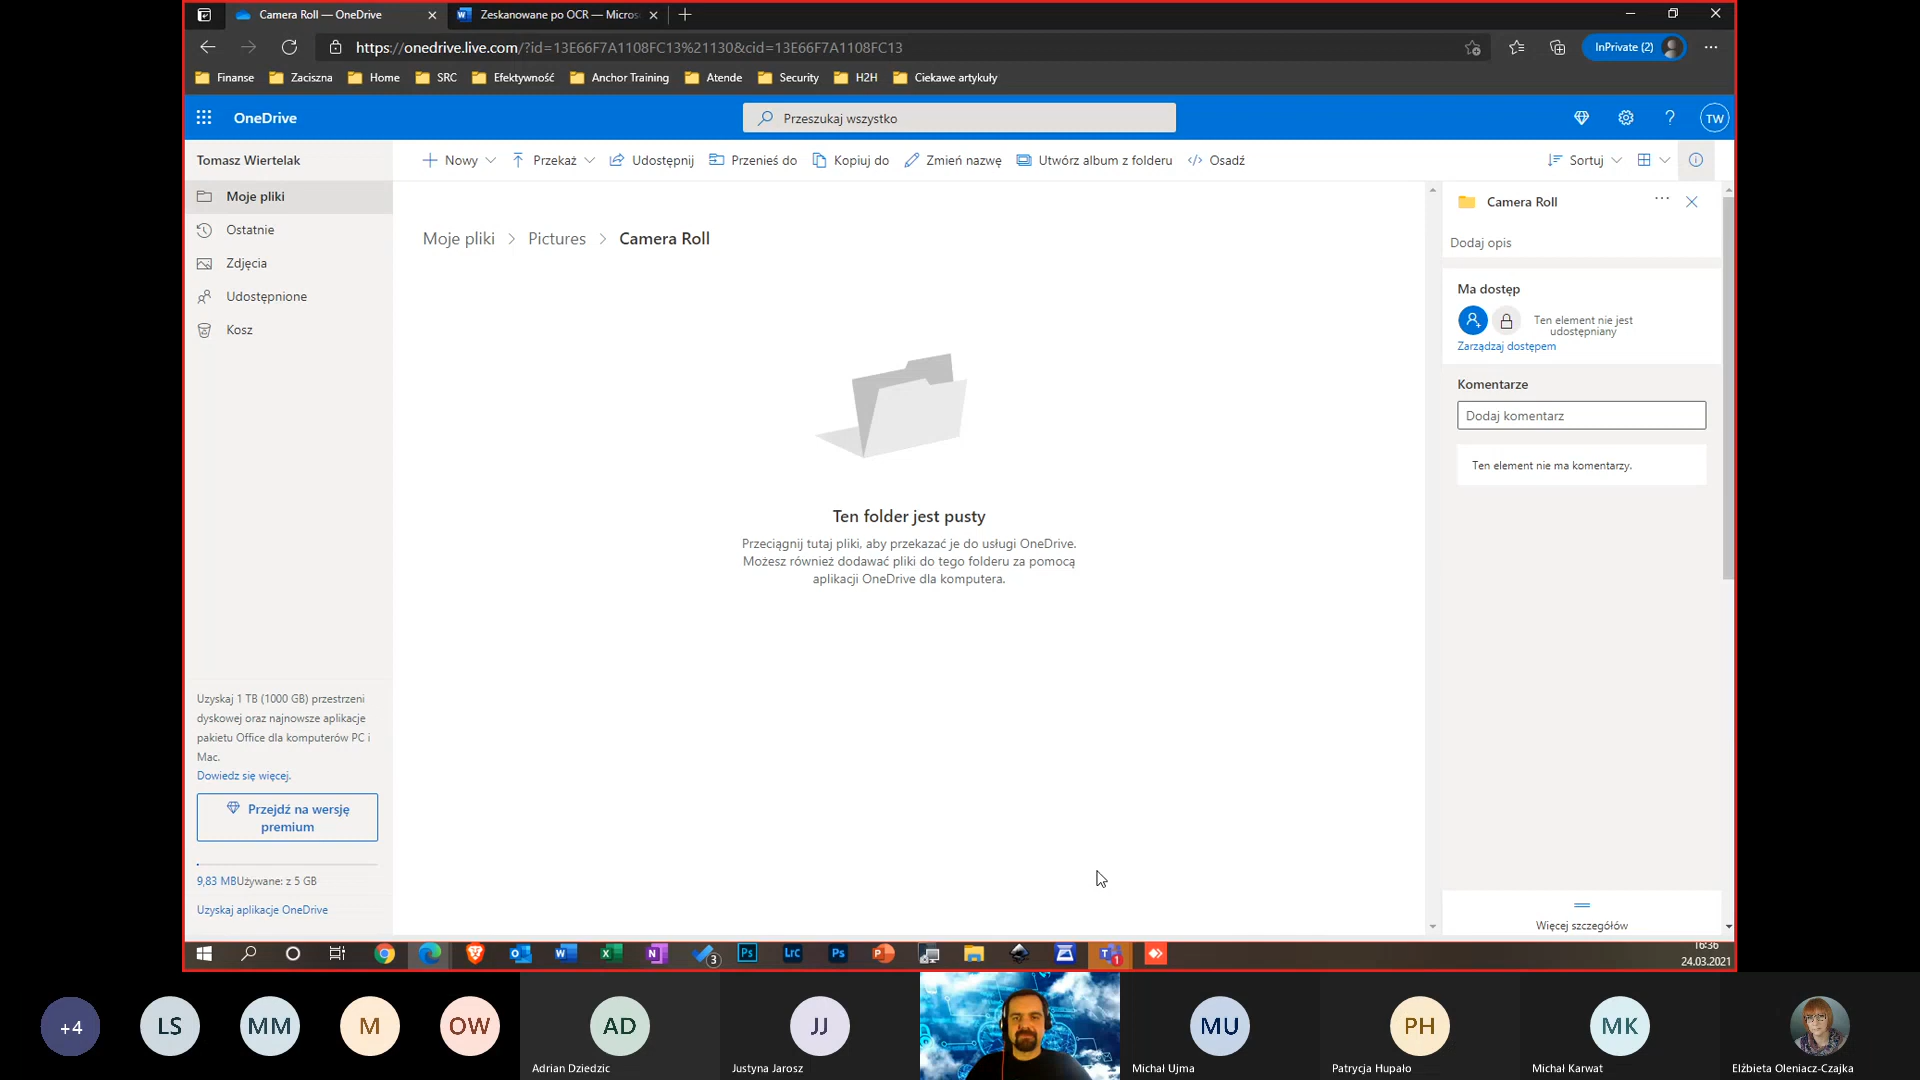 Camera Roll — OneDrive
Zeskanowane po OCR — Micros
https://onedrive.live.com/?id=13E66F7A1108FC13%21130&cid=13E66F7A1108FC13
InPrivate (2)
Finanse
Zaciszna
Home
SRC
Efektywność
Anchor Training
Atende
Security
H2H
Ciekawe artykuły
OneDrive
Przeszukaj wszystko
TW
Tomasz Wiertelak
Nowy
Przekaż
Udostępnij
Przenieś do
Kopiuj do
Zmień nazwę
Utwórz album z folderu
Osadź
Sortuj
Moje pliki
Ostatnie
Zdjęcia
Udostępnione
Kosz
Moje pliki > Pictures > Camera Roll
Ten folder jest pusty
Przeciągnij tutaj pliki, aby przekazać je do usługi OneDrive.
Możesz również dodawać pliki do tego folderu za pomocą
aplikacji OneDrive dla komputera.
Camera Roll
Dodaj opis
Ma dostęp
Ten element nie jest
udostępniany
Zarządzaj dostępem
Komentarze
Dodaj komentarz
Ten element nie ma komentarzy.
Więcej szczegółów
Uzyskaj 1 TB (1000 GB) przestrzeni
dyskowej oraz najnowsze aplikacje
pakietu Office dla komputerów PC i
Mac.
Dowiedz się więcej.
Przejdź na wersję
premium
9,83 MBUżywane: z 5 GB
Uzyskaj aplikacje OneDrive
3
Ps
LrC
Ps
1
16:36
24.03.2021
+4
LS
MM
M
OW
AD
Adrian Dziedzic
JJ
Justyna Jarosz
MU
Michał Ujma
PH
Patrycja Hupało
MK
Michał Karwat
Elżbieta Oleniacz-Czajka